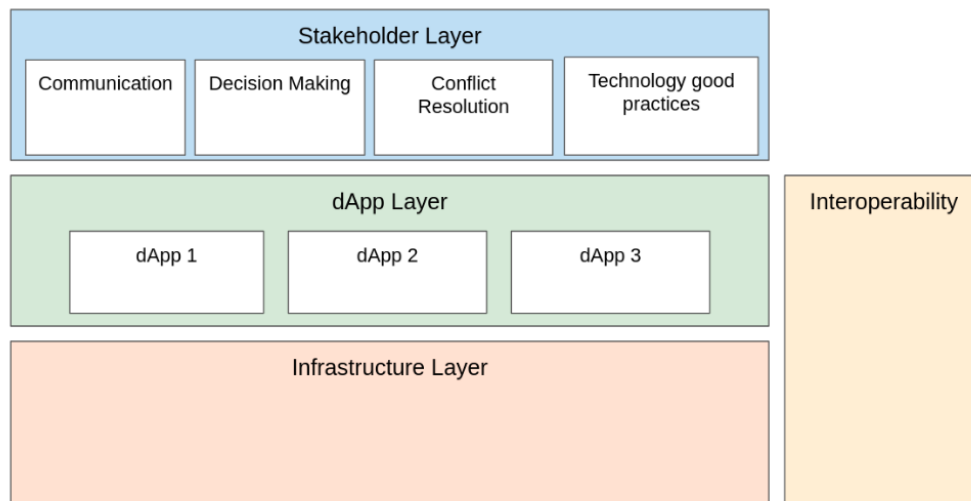 Stakeholder Layer
Communication
Decision Making
Conflict
Resolution
Technology good
practices
dApp Layer
dApp 1
dApp 2
dApp 3
Interoperability
Infrastructure Layer